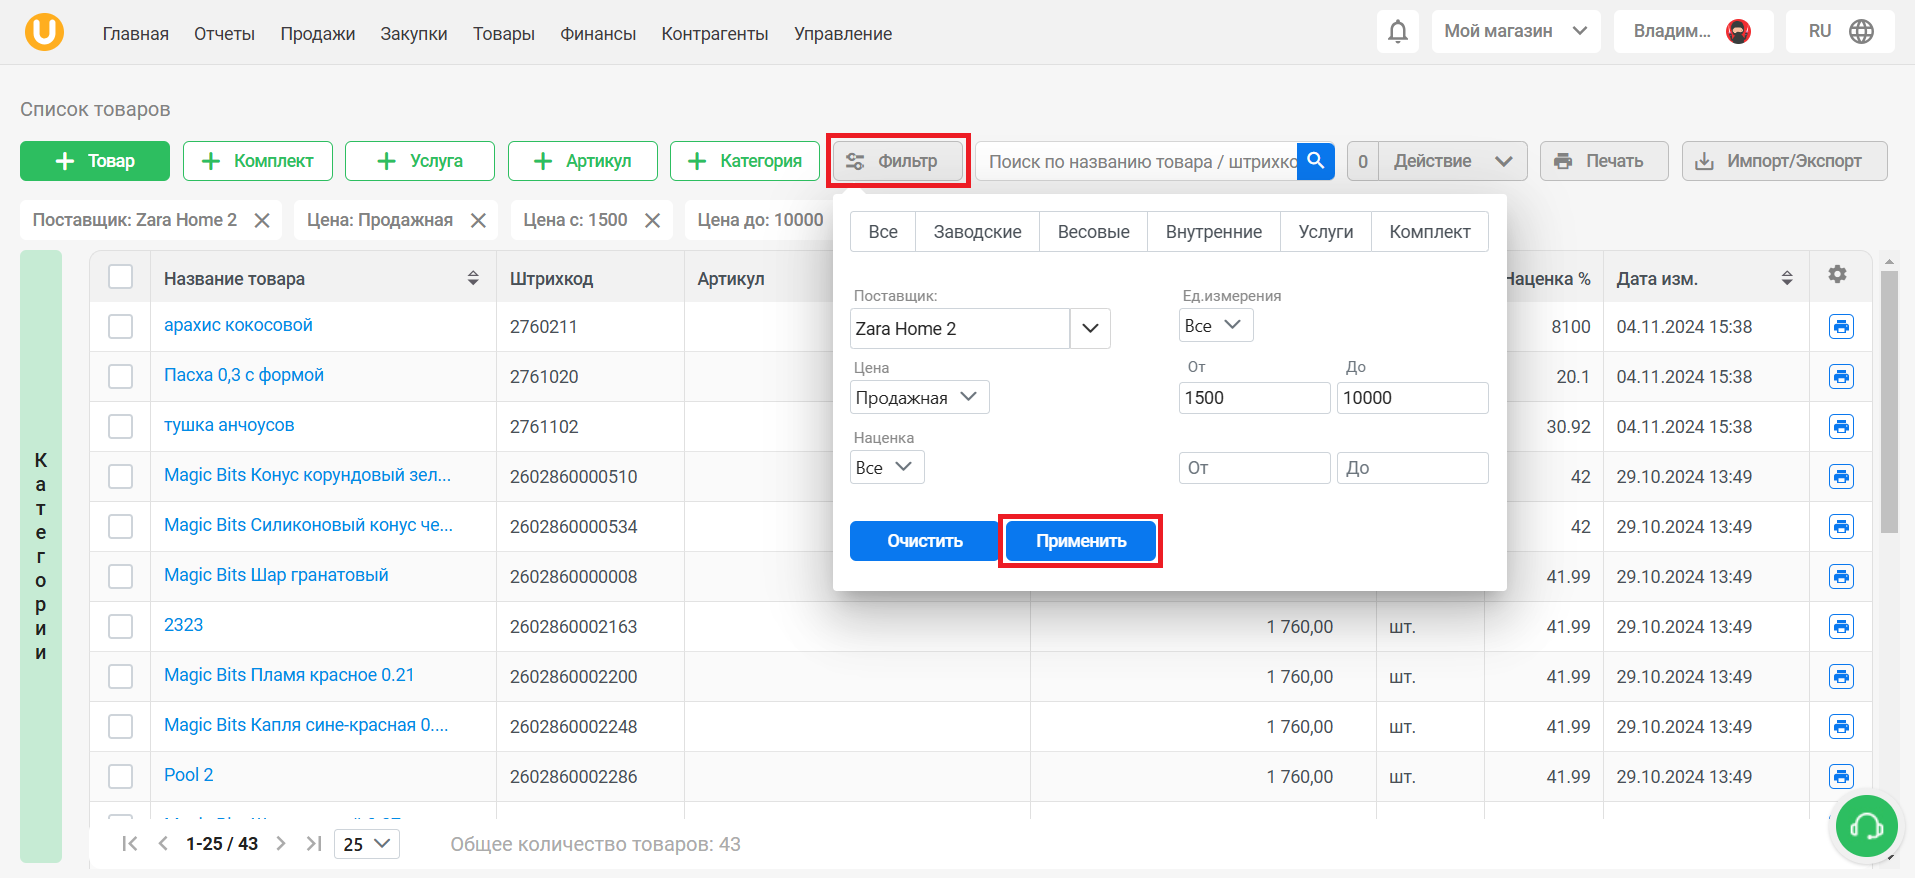 Главная Отчеты Продажи Закупки Товары Финансы Контрагенты Управление Мой магазин Владим... RU
Список товаров
Товар Комплект Услуга Артикул Категория Фильтр Поиск по названию товара / штрихко 0 Действие Печать Импорт/Экспорт
Поставщик: Zara Home 2 Цена: Продажная Цена с: 1500 Цена до: 10000
Все Заводские Весовые Внутренние Услуги Комплект
Поставщик: Ед.измерения
Zara Home 2 Все
Цена От До
Продажная 1500 10000
Наценка
Все От До
Очистить Применить
Категории
Название товара Штрихкод Артикул Наценка % Дата изм.
арахис кокосовой 2760211 8100 04.11.2024 15:38
Пасха 0,3 с формой 2761020 20.1 04.11.2024 15:38
тушка анчоусов 2761102 30.92 04.11.2024 15:38
Magic Bits Конус корундовый зел... 2602860000510 42 29.10.2024 13:49
Magic Bits Силиконовый конус че... 2602860000534 42 29.10.2024 13:49
Magic Bits Шар гранатовый 2602860000008 41.99 29.10.2024 13:49
2323 2602860002163 1 760,00 шт. 41.99 29.10.2024 13:49
Magic Bits Пламя красное 0.21 2602860002200 1 760,00 шт. 41.99 29.10.2024 13:49
Magic Bits Капля сине-красная 0.... 2602860002248 1 760,00 шт. 41.99 29.10.2024 13:49
Pool 2 2602860002286 1 760,00 шт. 41.99 29.10.2024 13:49
1-25 / 43 25 Общее количество товаров: 43